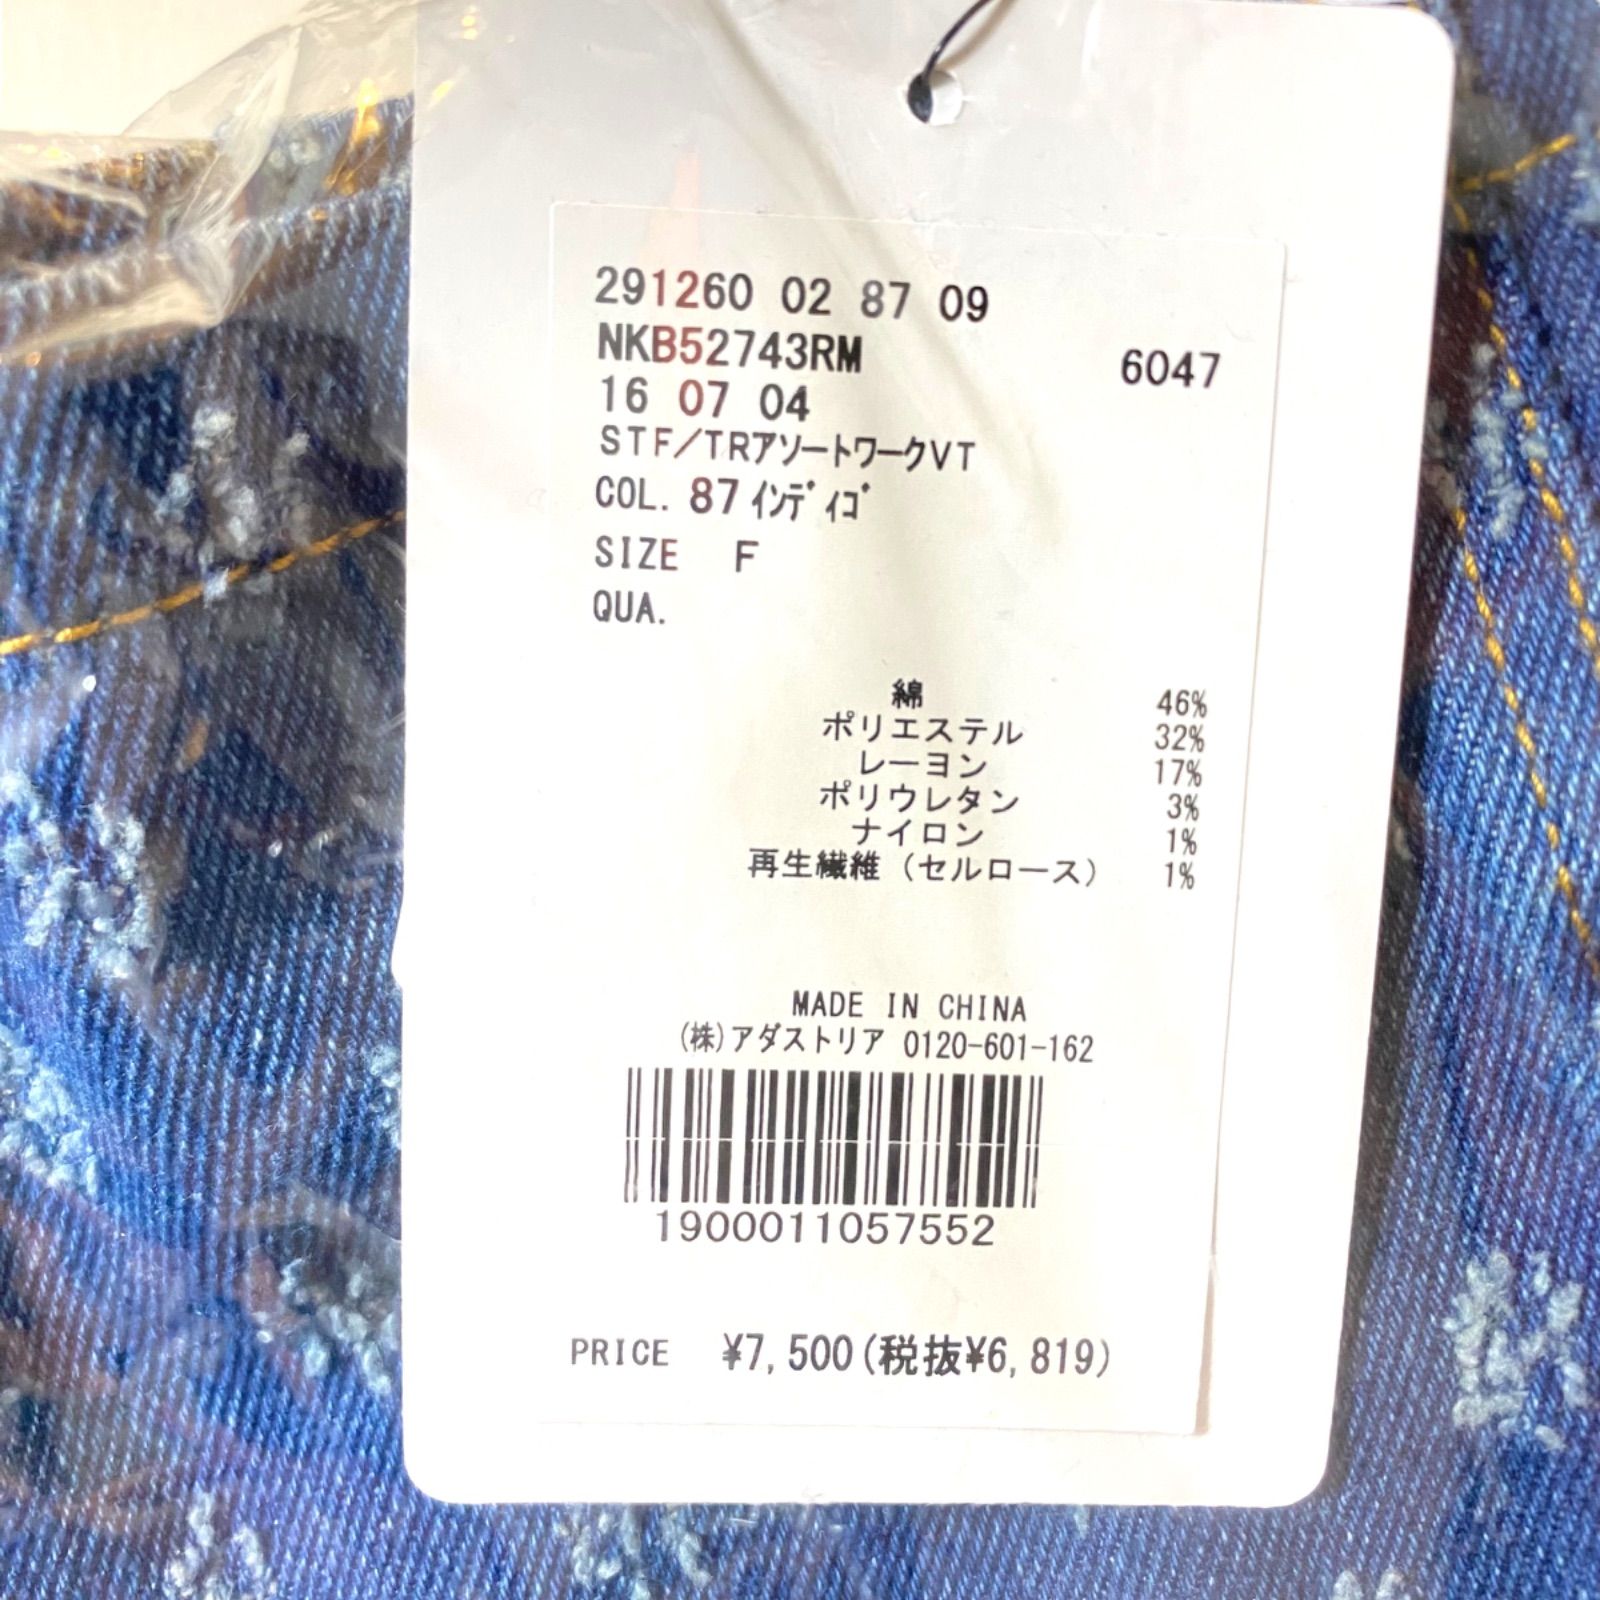 291260 02 87 09
NKB52743RM 6047
16 07 04
STF/TRアソートワークVT
COL. 87 ｲﾝﾃﾞｨｺﾞ
SIZE F
QUA.
綿 46%
ポリエステル 32%
レーヨン 17%
ポリウレタン 3%
ナイロン 1%
再生繊維（セルロース） 1%
MADE IN CHINA
(株)アダストリア 0120-601-162
1900011057552
PRICE ¥7,500(税抜¥6,819)